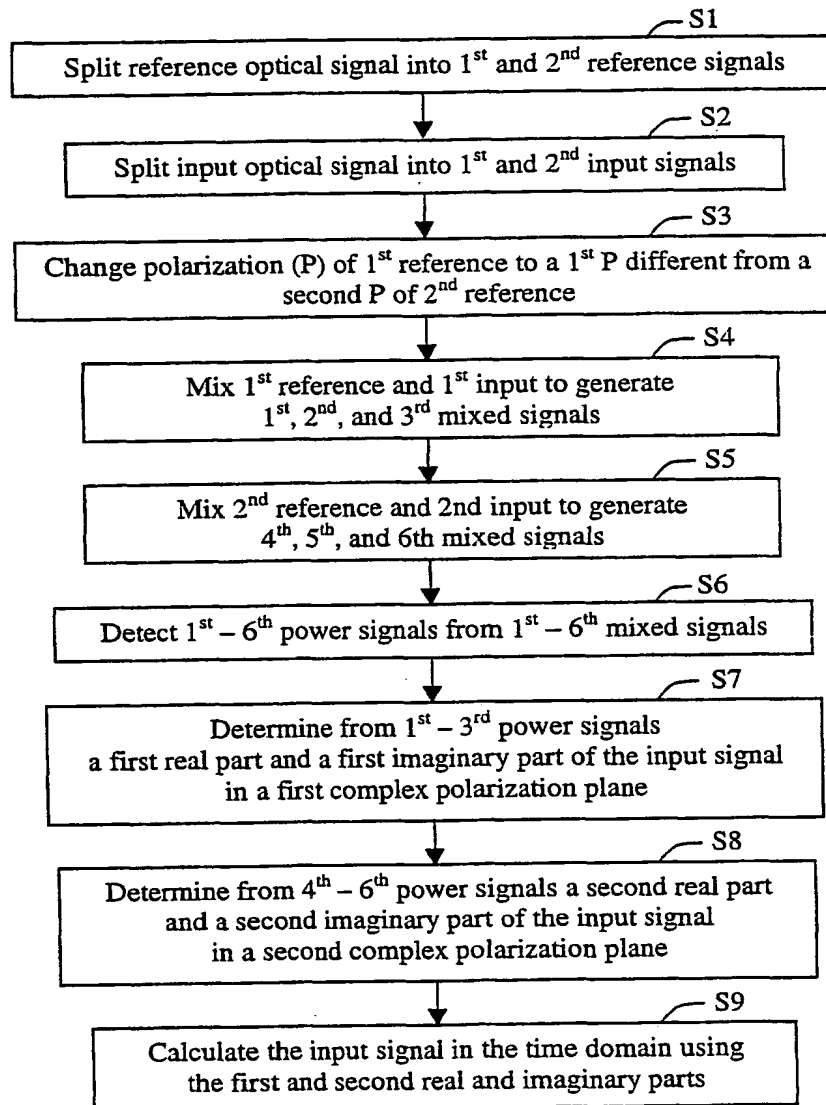 S1
Split reference optical signal into 1st and 2nd reference signals
S2
Split input optical signal into 1st and 2nd input signals
S3
Change polarization (P) of 1st reference to a 1st P different from a
second P of 2nd reference
S4
Mix 1st reference and 1st input to generate
1st, 2nd, and 3rd mixed signals
S5
Mix 2nd reference and 2nd input to generate
4th, 5th, and 6th mixed signals
S6
Detect 1st – 6th power signals from 1st – 6th mixed signals
S7
Determine from 1st – 3rd power signals
a first real part and a first imaginary part of the input signal
in a first complex polarization plane
S8
Determine from 4th – 6th power signals a second real part
and a second imaginary part of the input signal
in a second complex polarization plane
S9
Calculate the input signal in the time domain using
the first and second real and imaginary parts